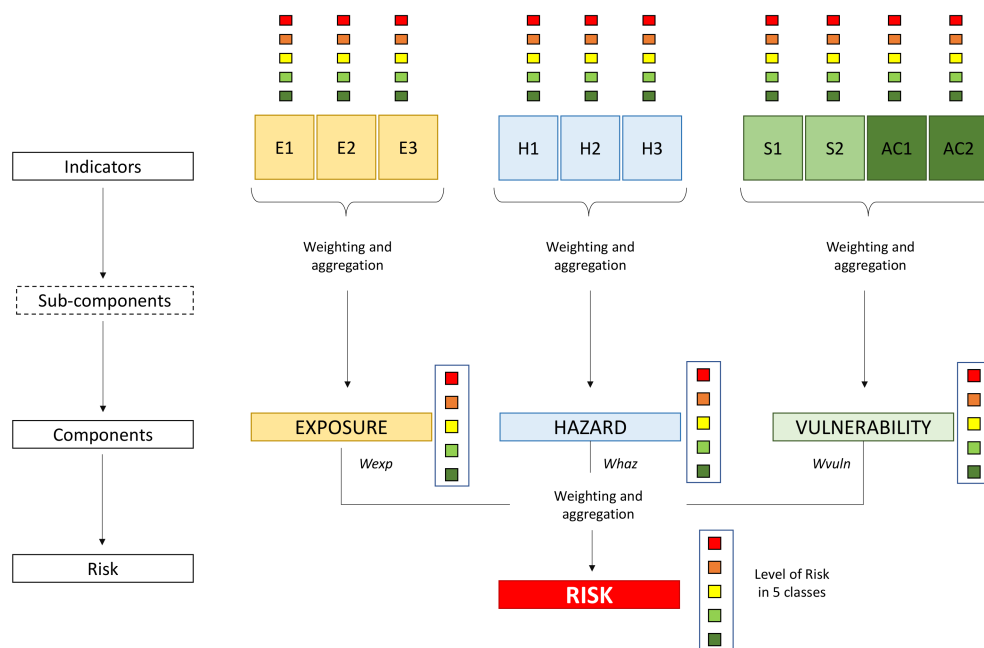 E1 E2 E3 H1 H2 H3 S1 S2 AC1 AC2
Indicators
Weighting and
aggregation
Weighting and
aggregation
Weighting and
aggregation
Sub-components
Components
EXPOSURE
HAZARD
VULNERABILITY
Wexp
Whaz
Wvuln
Weighting and
aggregation
Risk
RISK
Level of Risk
in 5 classes